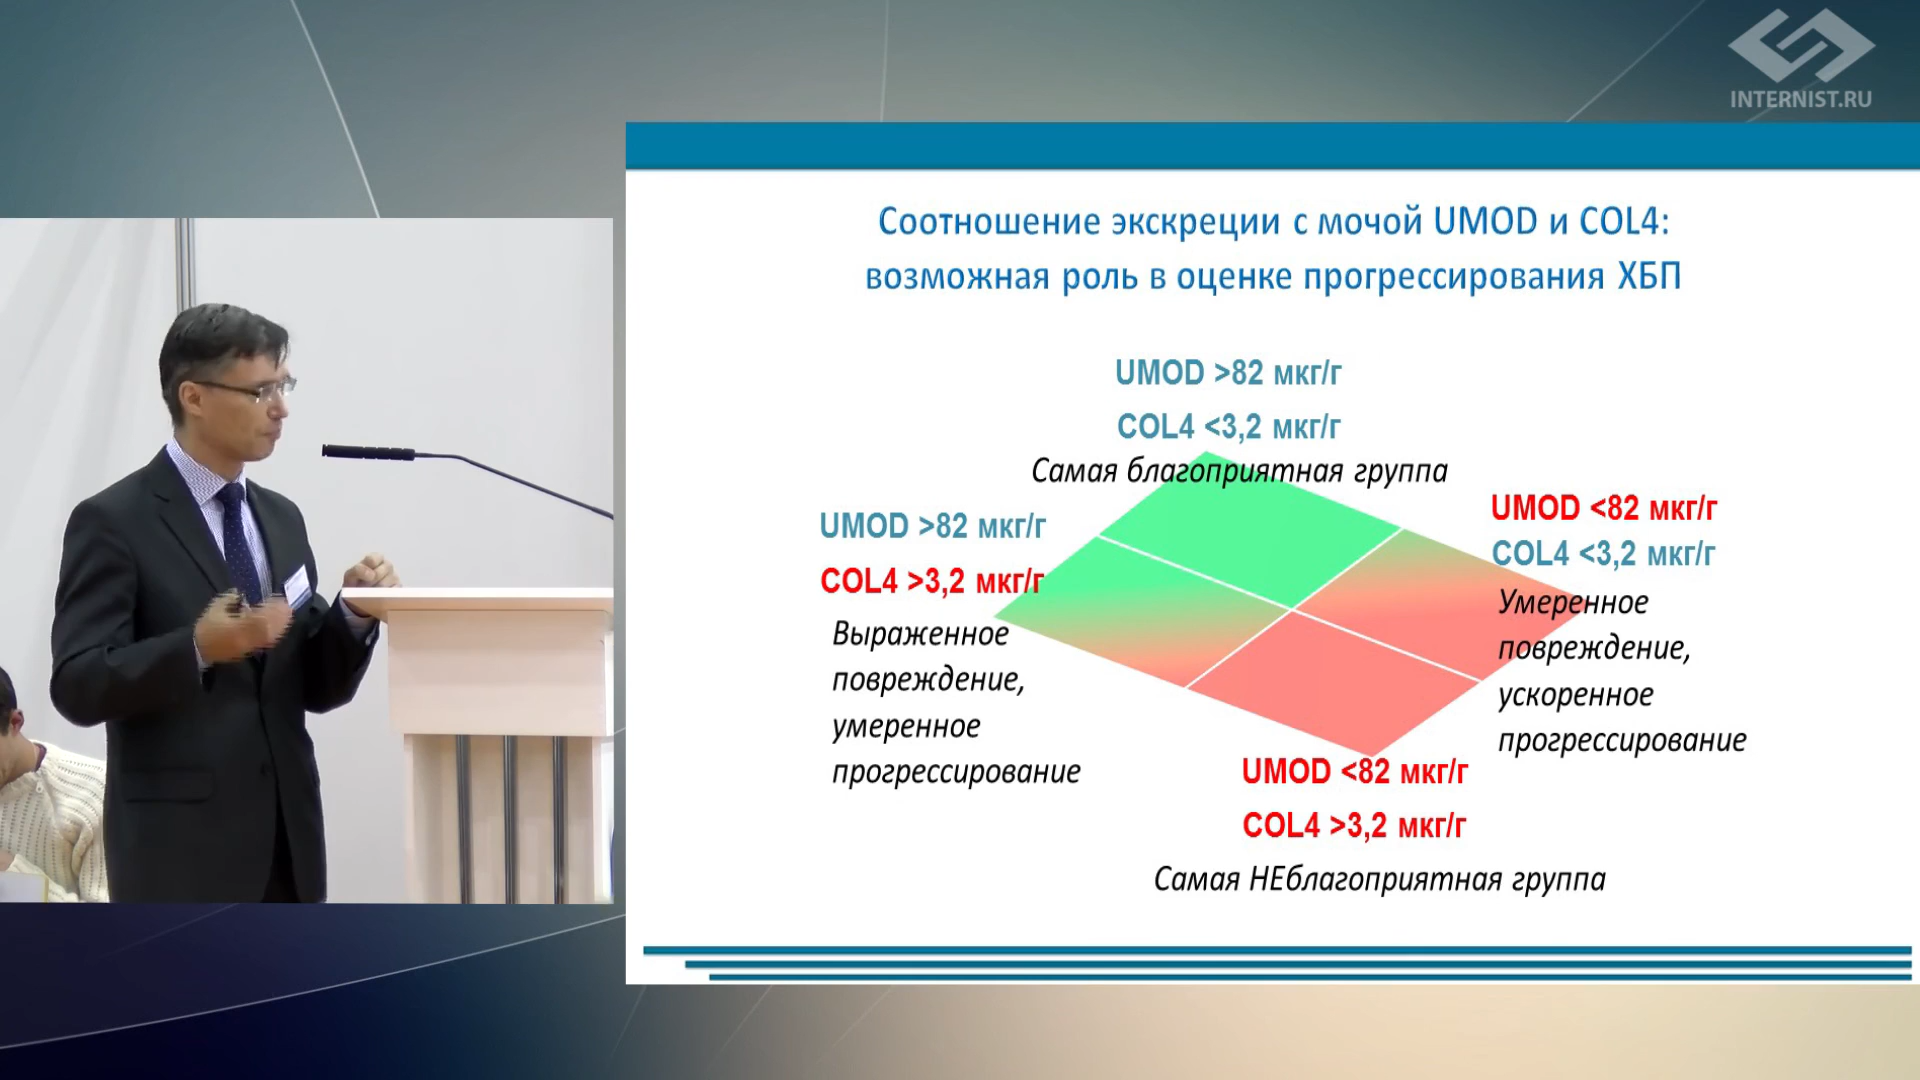 INTERNIST.RU
Соотношение экскреции с мочой UMOD и COL4:
возможная роль в оценке прогрессирования ХБП
UMOD >82 мкг/г
COL4 <3,2 мкг/г
Самая благоприятная группа
UMOD >82 мкг/г
COL4 >3,2 мкг/г
Выраженное
повреждение,
умеренное
прогрессирование
UMOD <82 мкг/г
COL4 <3,2 мкг/г
Умеренное
повреждение,
ускоренное
прогрессирование
UMOD <82 мкг/г
COL4 >3,2 мкг/г
Самая НЕблагоприятная группа